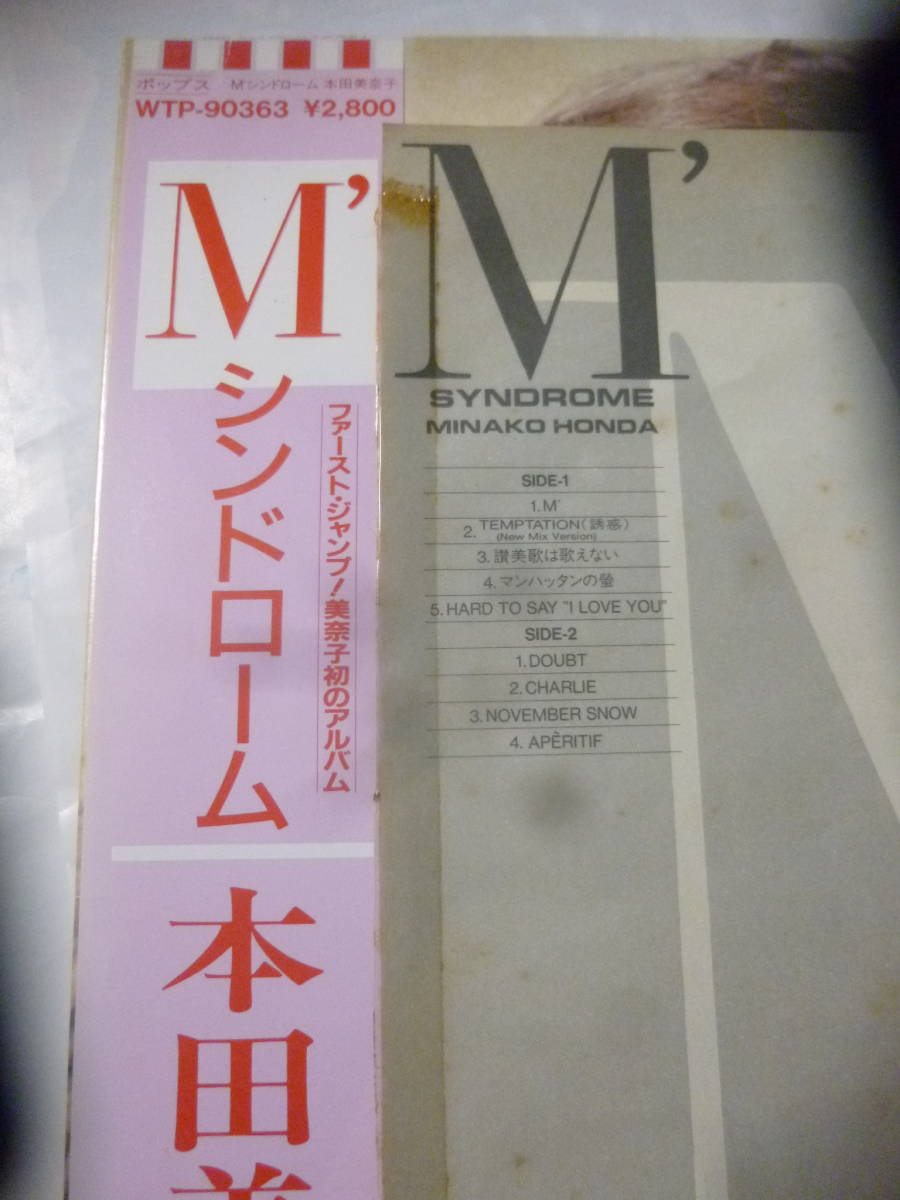 ポップス M'シンドローム 本田美奈子
WTP-90363 ¥2,800
M'
シンドローム
ファースト・ジャンプ!美奈子初のアルバム
本田美
M'
SYNDROME
MINAKO HONDA
SIDE-1
1. M'
2. TEMPTATION(誘惑)
(New Mix Version)
3.讃美歌は歌えない
4. マンハッタンの螢
5. HARD TO SAY "I LOVE YOU"
SIDE-2
1. DOUBT
2. CHARLIE
3. NOVEMBER SNOW
4. APÈRITIF